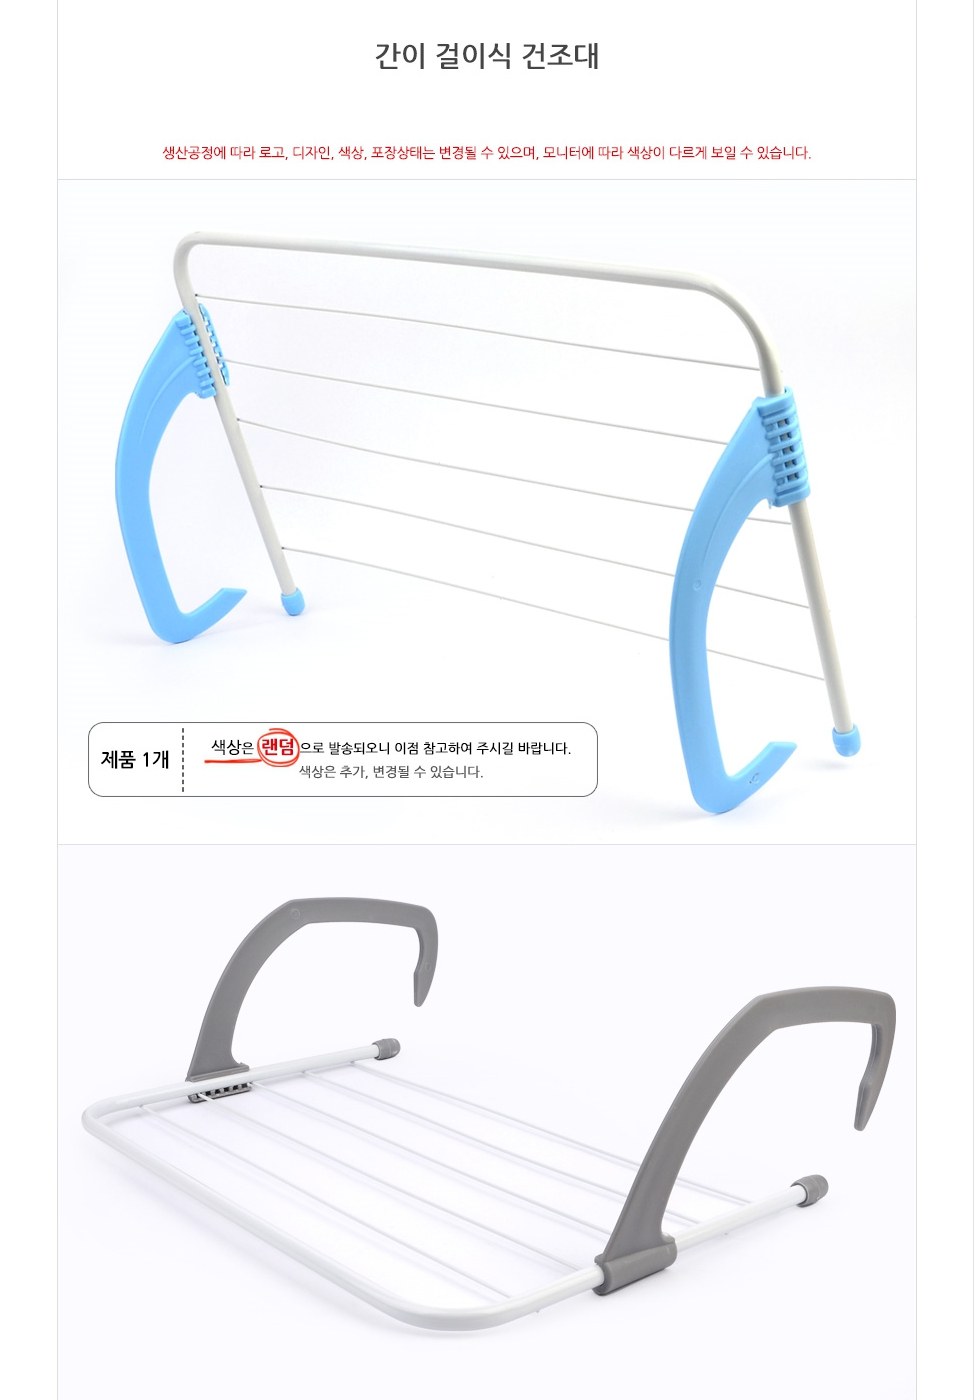 간이 걸이식 건조대
생산공정에 따라 로고, 디자인, 색상, 포장상태는 변경될 수 있으며, 모니터에 따라 색상이 다르게 보일 수 있습니다.
제품 1개
색상은 랜덤으로 발송되오니 이점 참고하여 주시길 바랍니다.
색상은 추가, 변경될 수 있습니다.